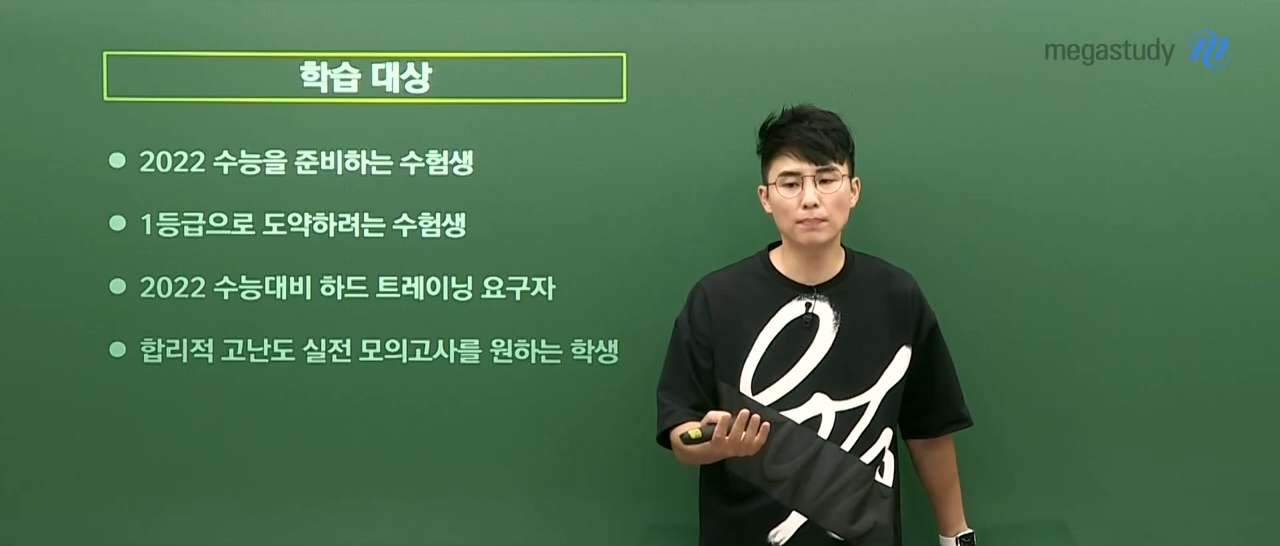 megastudy
학습 대상
2022 수능을 준비하는 수험생
1등급으로 도약하려는 수험생
2022 수능대비 하드 트레이닝 요구자
합리적 고난도 실전 모의고사를 원하는 학생